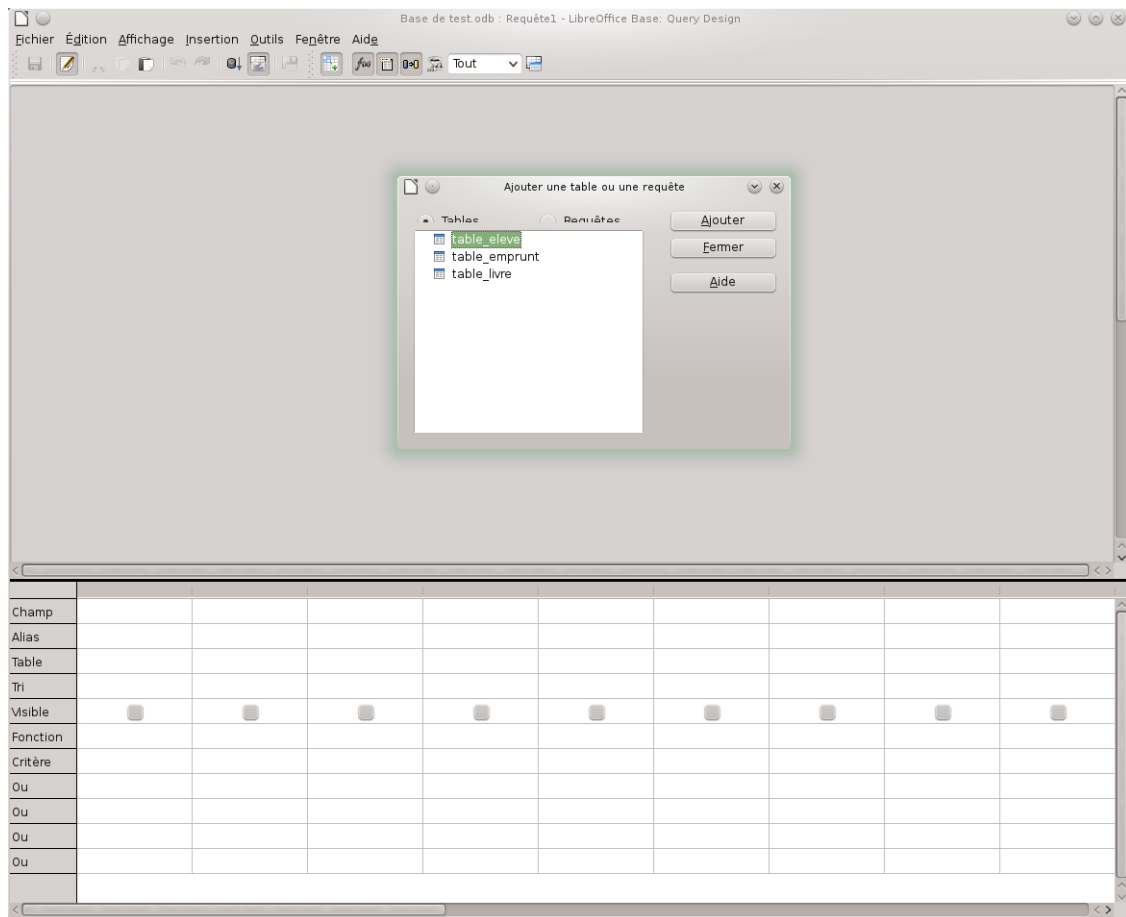 Base de test.odb : Requête1 - LibreOffice Base: Query Design
Fichier Édition Affichage Insertion Outils Fenêtre Aide
Tout
Ajouter une table ou une requête
Tables Requêtes Ajouter
table_eleve
Fermer
table_emprunt
table_livre
Aide
Champ
Alias
Table
Tri
Visible
Fonction
Critère
Ou
Ou
Ou
Ou